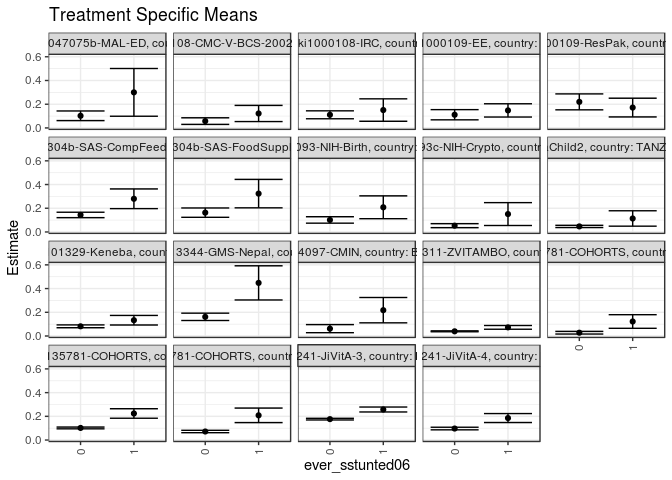 Treatment Specific Means
047075b-MAL-ED, cou 108-CMC-V-BCS-2002 ki1000108-IRC, countr 1000109-EE, country: 00109-ResPak, countr
304b-SAS-CompFeed 304b-SAS-FoodSuppl 093-NIH-Birth, country 93c-NIH-Crypto, countr Child2, country: TANZ
01329-Keneba, coun 3344-GMS-Nepal, cou 4097-CMIN, country: B 311-ZVITAMBO, count 781-COHORTS, country
135781-COHORTS, co 781-COHORTS, countr 241-JiVitA-3, country: 241-JiVitA-4, country:
0.6
0.4
0.2
0.0
0.6
0.4
0.2
0.0
0.6
0.4
0.2
0.0
0.6
0.4
0.2
0.0
Estimate
0 1
0 1 0 1 0 1 0 1
ever_sstunted06